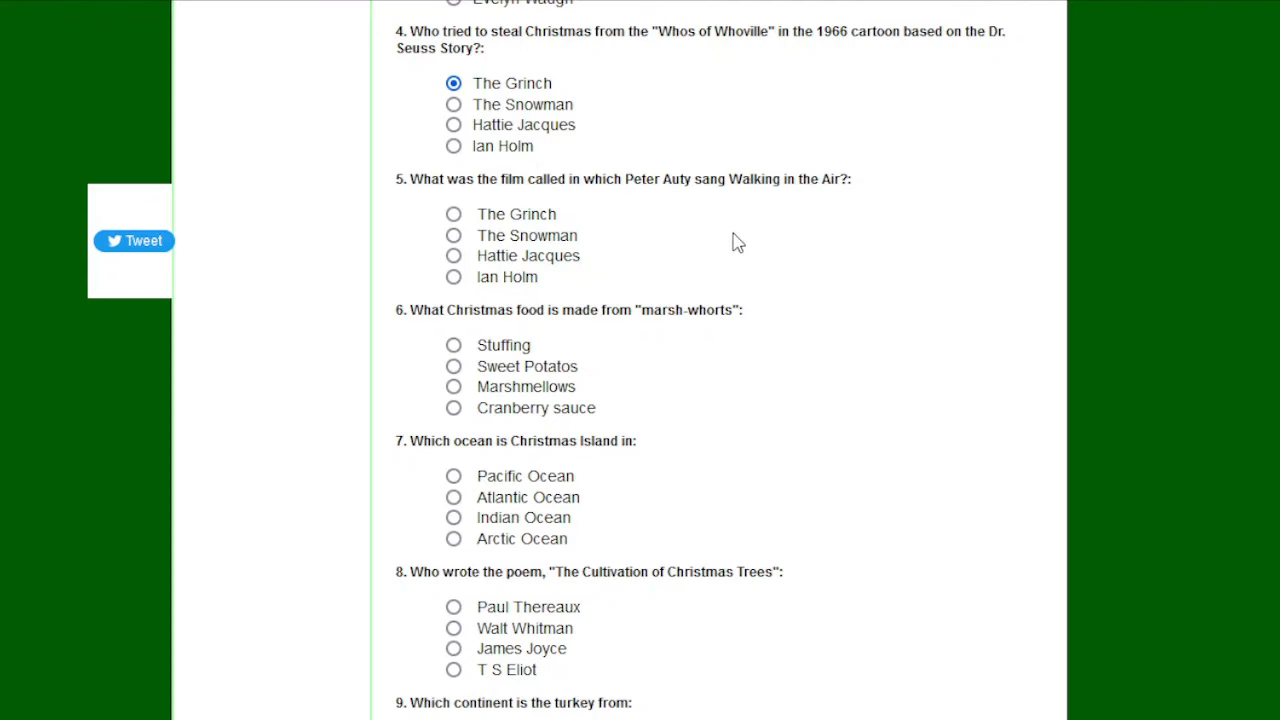 Evelyn Waugh
4. Who tried to steal Christmas from the "Whos of Whoville" in the 1966 cartoon based on the Dr.
Seuss Story?:
The Grinch
The Snowman
Hattie Jacques
Ian Holm
5. What was the film called in which Peter Auty sang Walking in the Air?:
Tweet
The Grinch
The Snowman
Hattie Jacques
Ian Holm
6. What Christmas food is made from "marsh-whorts":
Stuffing
Sweet Potatos
Marshmellows
Cranberry sauce
7. Which ocean is Christmas Island in:
Pacific Ocean
Atlantic Ocean
Indian Ocean
Arctic Ocean
8. Who wrote the poem, "The Cultivation of Christmas Trees":
Paul Thereaux
Walt Whitman
James Joyce
T S Eliot
9. Which continent is the turkey from: